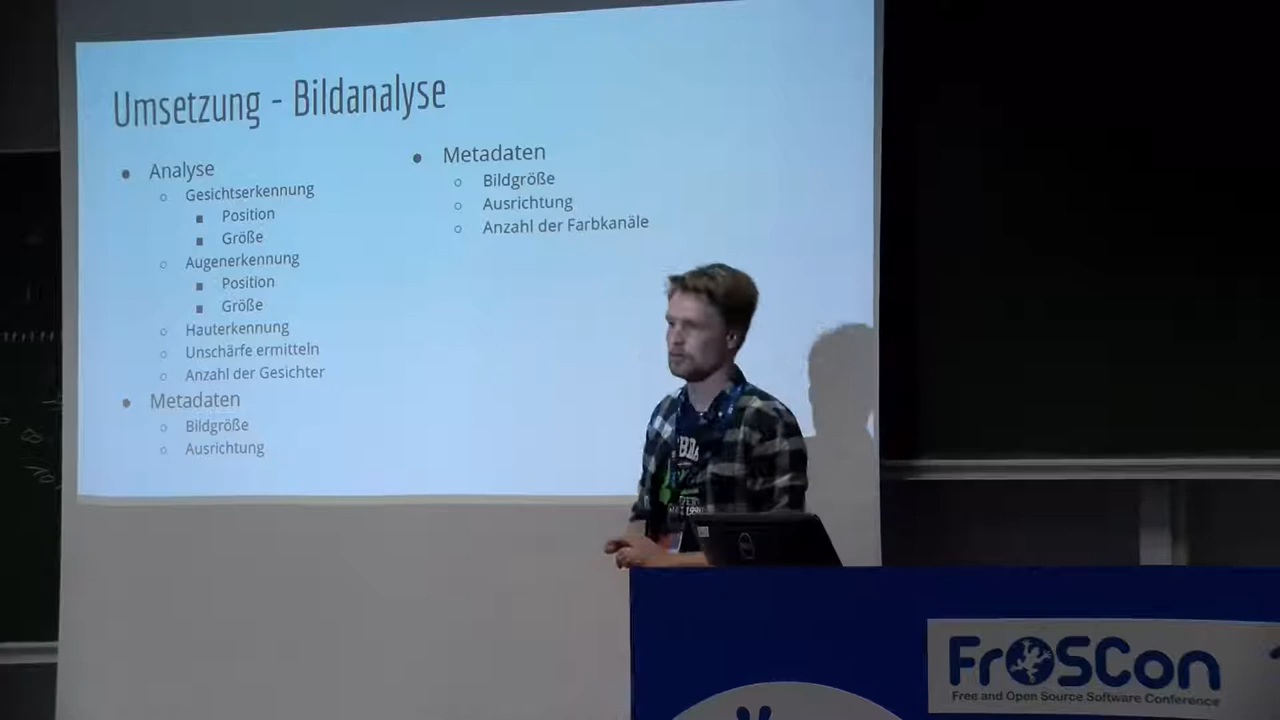 Umsetzung - Bildanalyse
Analyse
Gesichtserkennung
Position
Größe
Augenerkennung
Position
Größe
Hauterkennung
Unschärfe ermitteln
Anzahl der Gesichter
Metadaten
Bildgröße
Ausrichtung
Metadaten
Bildgröße
Ausrichtung
Anzahl der Farbkanäle
FrOSCon
Free and Open Source Software Conference